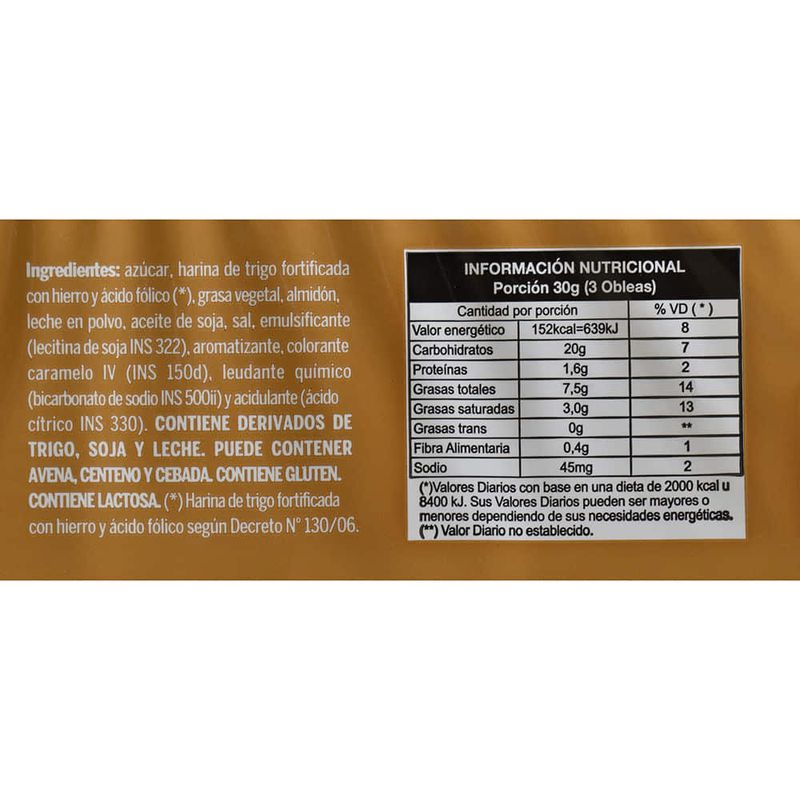 Ingredientes: azúcar, harina de trigo fortificada
con hierro y ácido fólico (*), grasa vegetal, almidón,
leche en polvo, aceite de soja, sal, emulsificante
(lecitina de soja INS 322), aromatizante, colorante
caramelo IV (INS 150d), leudante químico
(bicarbonato de sodio INS 500ii) y acidulante (ácido
cítrico INS 330). CONTIENE DERIVADOS DE
TRIGO, SOJA Y LECHE. PUEDE CONTENER
AVENA, CENTENO Y CEBADA. CONTIENE GLUTEN.
CONTIENE LACTOSA. (*) Harina de trigo fortificada
con hierro y ácido fólico según Decreto N° 130/06.
INFORMACIÓN NUTRICIONAL
Porción 30g (3 Obleas)
Cantidad por porción % VD (*)
Valor energético 152kcal=639kJ 8
Carbohidratos 20g 7
Proteínas 1,6g 2
Grasas totales 7,5g 14
Grasas saturadas 3,0g 13
Grasas trans 0g **
Fibra Alimentaria 0,4g 1
Sodio 45mg 2
(*)Valores Diarios con base en una dieta de 2000 kcal u
8400 kJ. Sus Valores Diarios pueden ser mayores o
menores dependiendo de sus necesidades energéticas.
(**) Valor Diario no establecido.